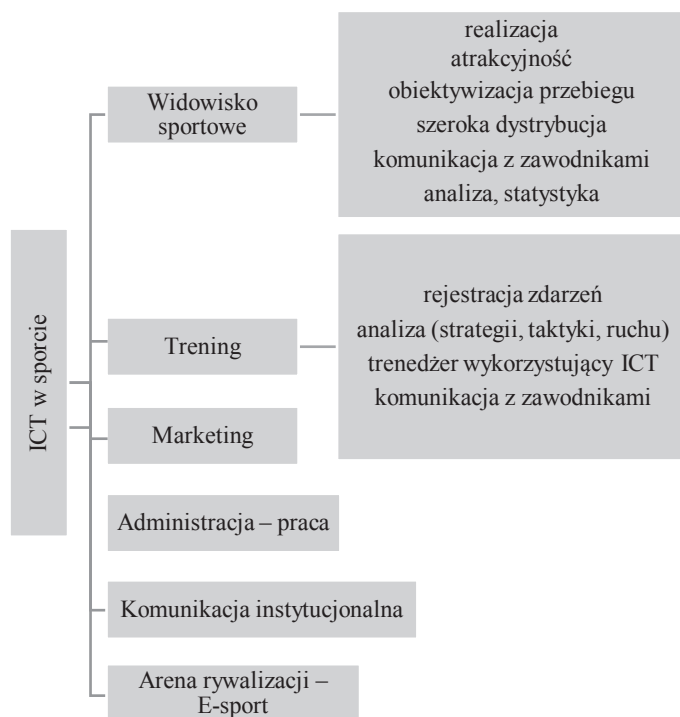 ICT w sporcie
Widowisko
sportowe
realizacja
atrakcyjność
obiektywizacja przebiegu
szeroka dystrybucja
komunikacja z zawodnikami
analiza, statystyka
Trening
rejestracja zdarzeń
analiza (strategii, taktyki, ruchu)
trenedżer wykorzystujący ICT
komunikacja z zawodnikami
Marketing
Administracja – praca
Komunikacja instytucjonalna
Arena rywalizacji –
E-sport